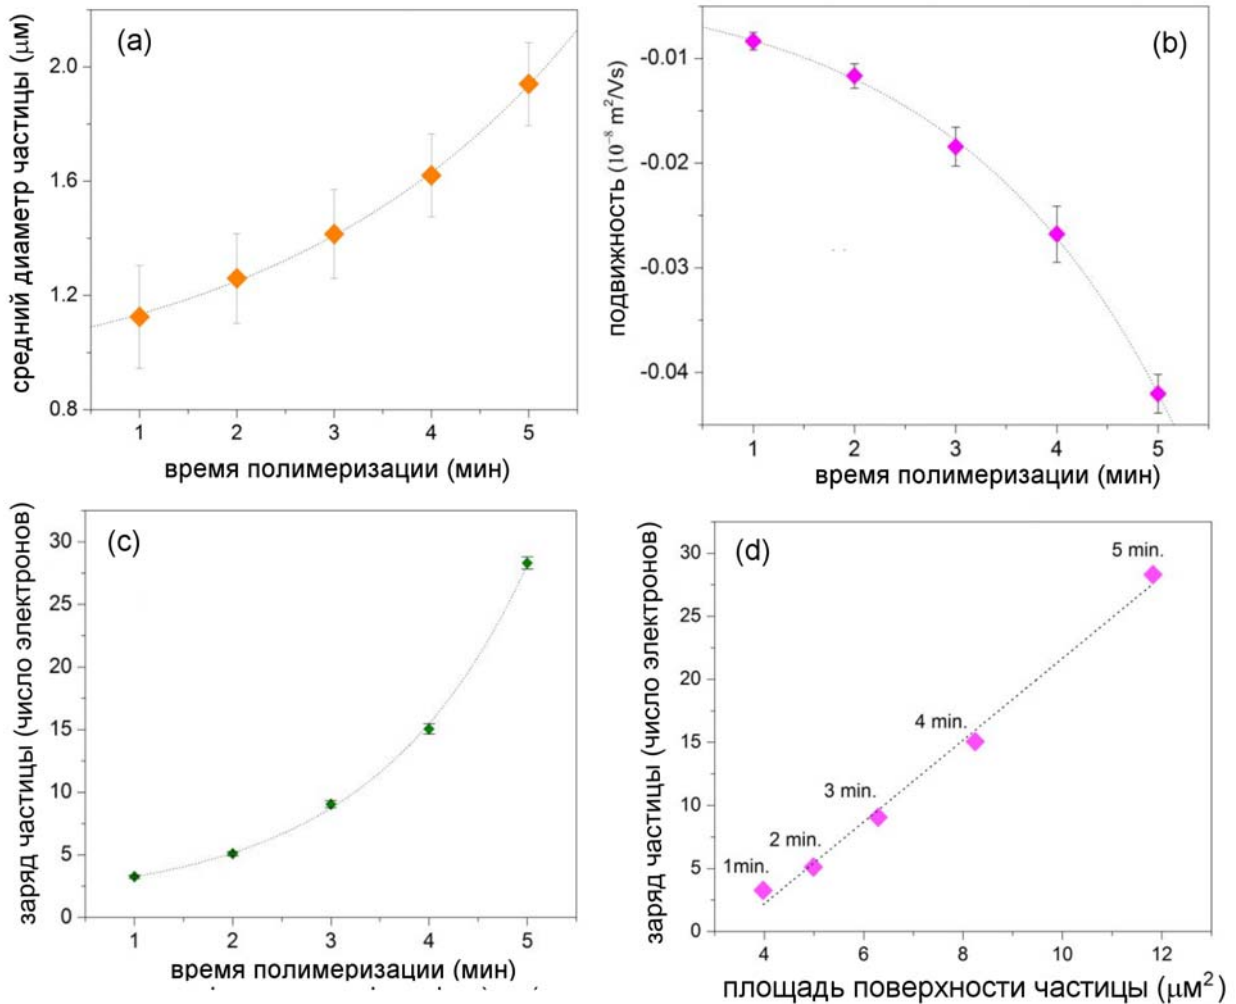 (a)
средний диаметр частицы (μм)
2.0
1.6
1.2
0.8
1 2 3 4 5
время полимеризации (мин)
(b)
подвижность (10⁻⁸ m²/Vs)
-0.01
-0.02
-0.03
-0.04
1 2 3 4 5
время полимеризации (мин)
(c)
заряд частицы (число электронов)
30
25
20
15
10
5
0
1 2 3 4 5
время полимеризации (мин)
(d)
заряд частицы (число электронов)
30
25
20
15
10
5
0
5 min.
4 min.
3 min.
2 min.
1min.
4 6 8 10 12
площадь поверхности частицы (μм²)